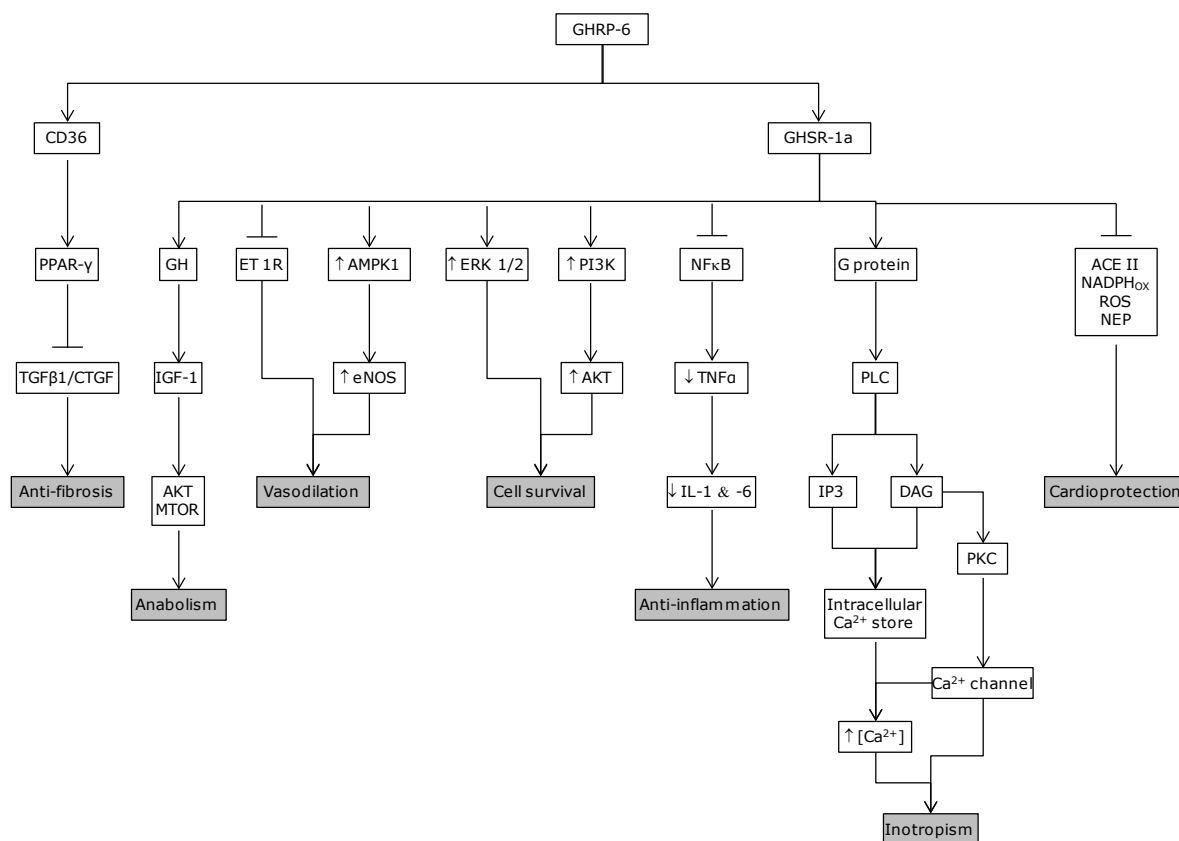 GHRP-6
CD36
GHSR-1a
PPAR-γ
GH
ET 1R
↑AMPK1
↑ERK 1/2
↑PI3K
NFκB
G protein
ACE II
NADPHOX
ROS
NEP
TGFβ1/CTGF
IGF-1
↑eNOS
↑AKT
↓TNFα
PLC
Anti-fibrosis
AKT
MTOR
Vasodilation
Cell survival
↓IL-1 & -6
IP3
DAG
Cardioprotection
PKC
Anabolism
Anti-inflammation
Intracellular
Ca²⁺ store
Ca²⁺ channel
↑[Ca²⁺]
Inotropism